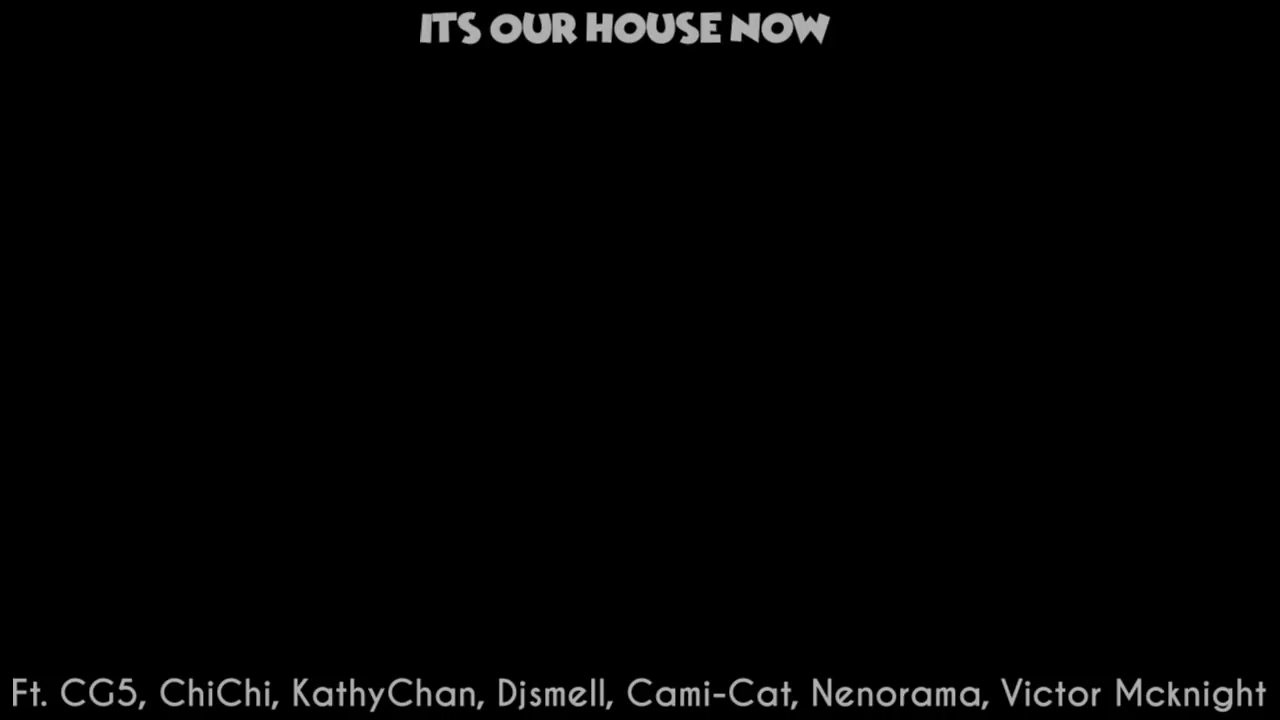 ITS OUR HOUSE NOW
Ft. CG5, ChiChi, KathyChan, Djsmell, Cami-Cat, Nenorama, Victor Mcknight